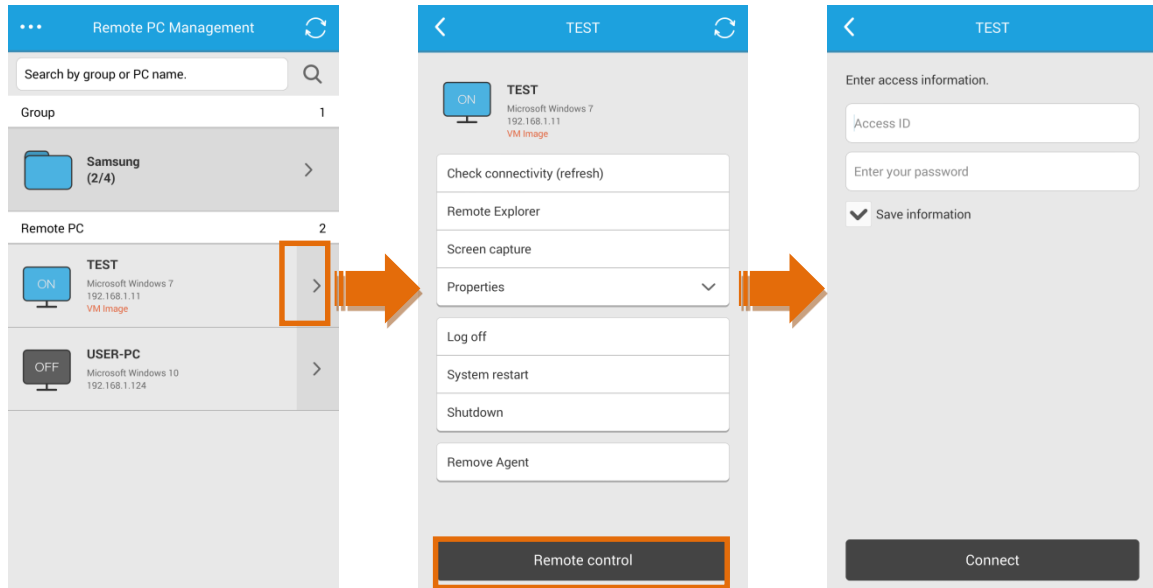 Remote PC Management
Search by group or PC name.
Group 1
Samsung
(2/4)
Remote PC 2
ON
TEST
Microsoft Windows 7
192.168.1.11
VM Image
OFF
USER-PC
Microsoft Windows 10
192.168.1.124
TEST
ON
TEST
Microsoft Windows 7
192.168.1.11
VM Image
Check connectivity (refresh)
Remote Explorer
Screen capture
Properties
Log off
System restart
Shutdown
Remove Agent
Remote control
TEST
Enter access information.
Access ID
Enter your password
Save information
Connect